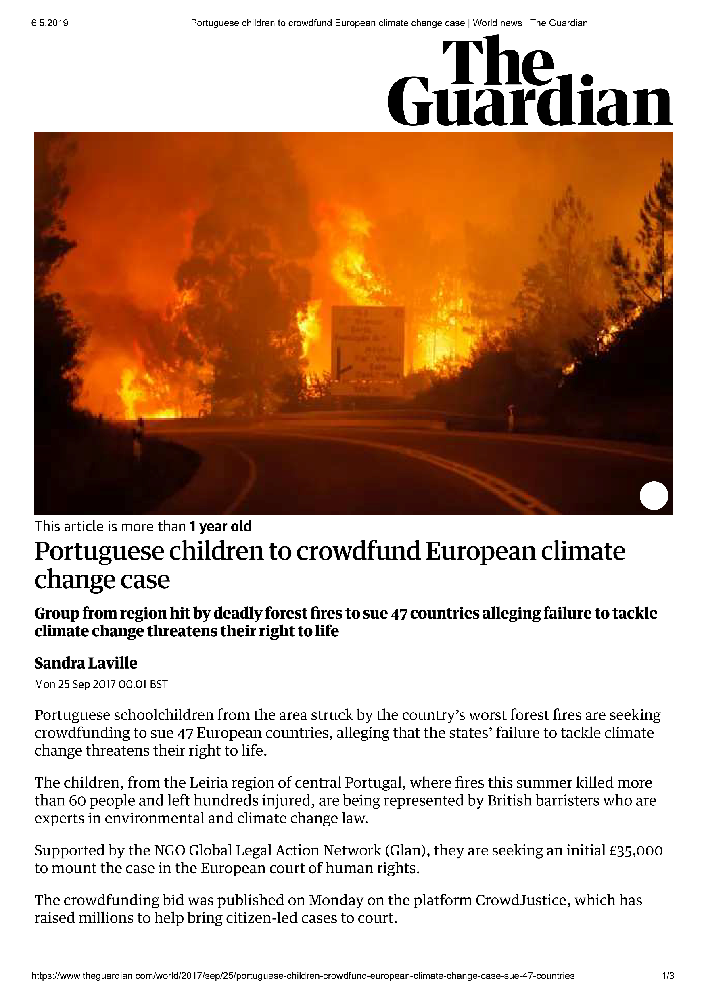 6.5.2019 Portuguese children to crowdfund European climate change case | World news | The Guardian
The
Guardian
This article is more than 1 year old
Portuguese children to crowdfund European climate
change case
Group from region hit by deadly forest fires to sue 47 countries alleging failure to tackle
climate change threatens their right to life
Sandra Laville
Mon 25 Sep 2017 00.01 BST
Portuguese schoolchildren from the area struck by the country’s worst forest fires are seeking
crowdfunding to sue 47 European countries, alleging that the states’ failure to tackle climate
change threatens their right to life.
The children, from the Leiria region of central Portugal, where fires this summer killed more
than 60 people and left hundreds injured, are being represented by British barristers who are
experts in environmental and climate change law.
Supported by the NGO Global Legal Action Network (Glan), they are seeking an initial £35,000
to mount the case in the European court of human rights.
The crowdfunding bid was published on Monday on the platform CrowdJustice, which has
raised millions to help bring citizen-led cases to court.
https://www.theguardian.com/world/2017/sep/25/portuguese-children-crowdfund-european-climate-change-case-sue-47-countries 1/3